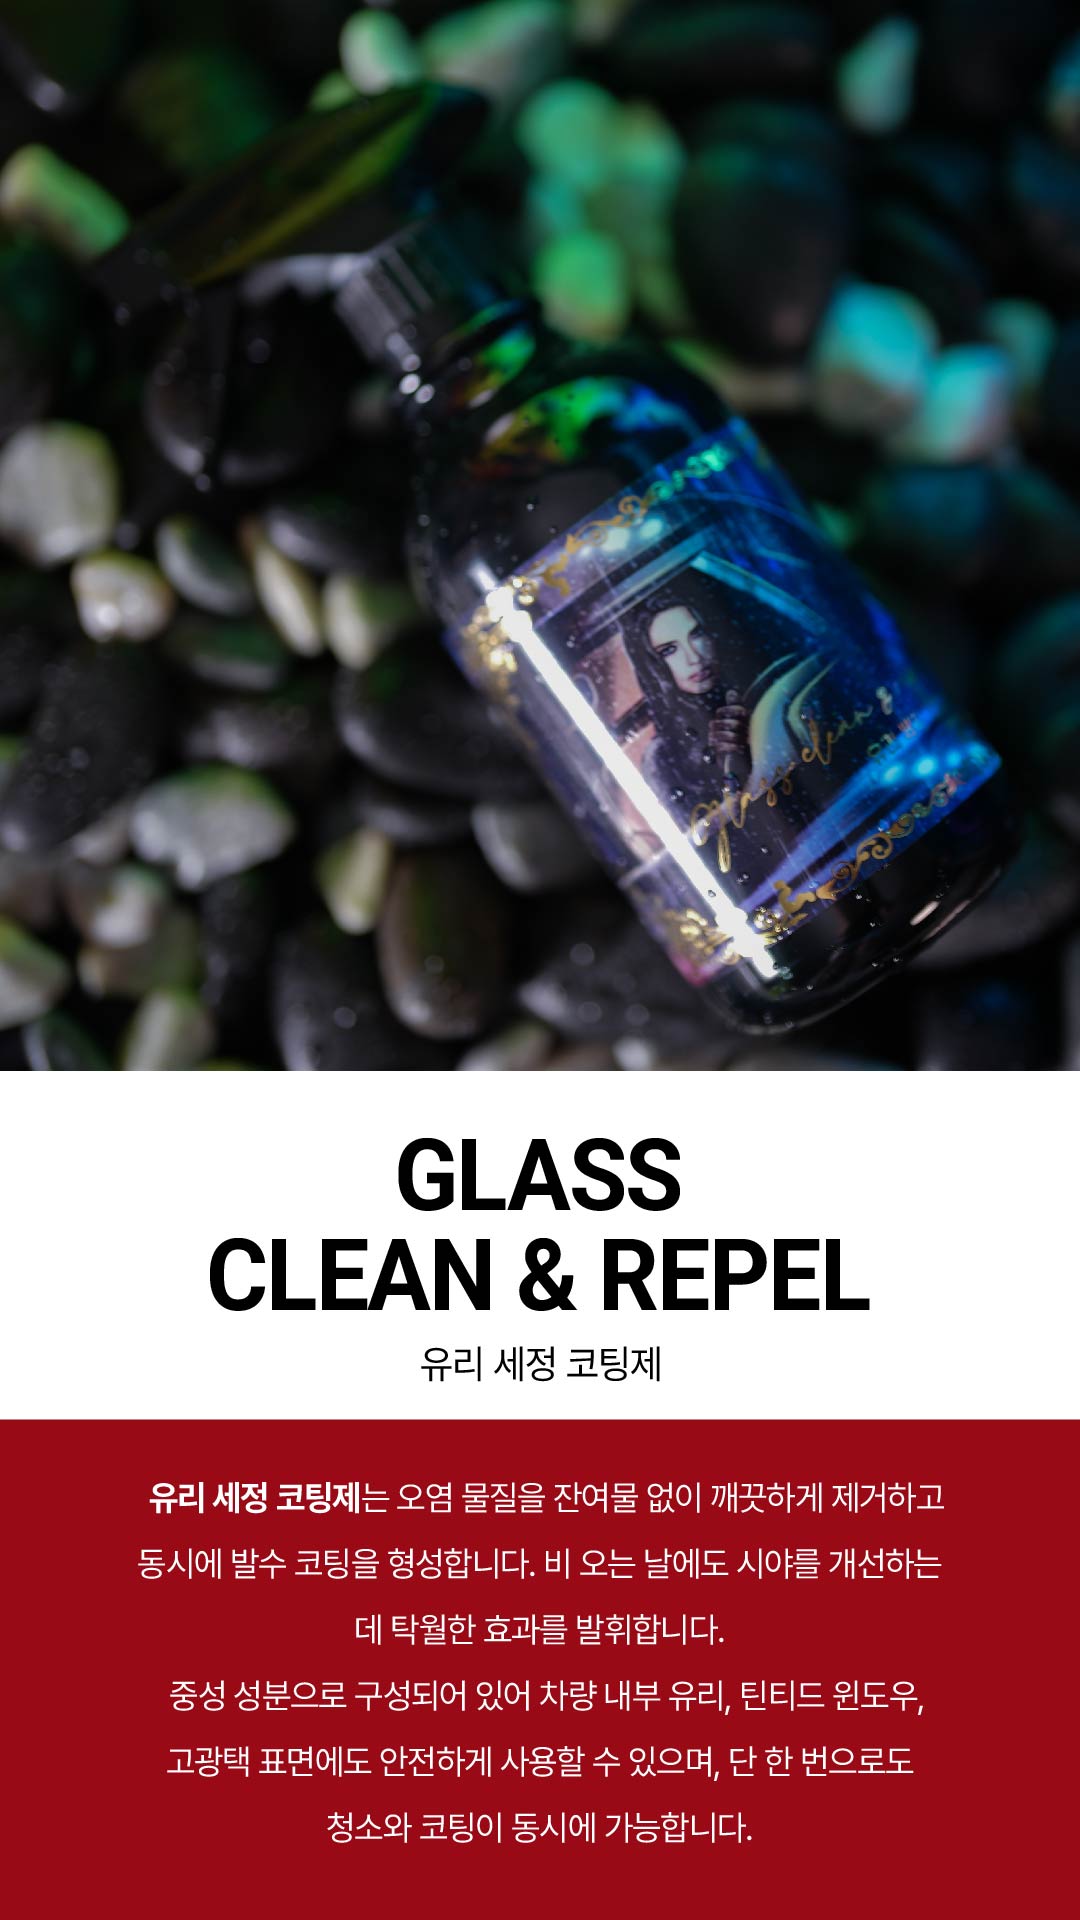 Glass clean &
유리
GLASS
CLEAN & REPEL
유리 세정 코팅제
유리 세정 코팅제는 오염 물질을 잔여물 없이 깨끗하게 제거하고
동시에 발수 코팅을 형성합니다. 비 오는 날에도 시야를 개선하는
데 탁월한 효과를 발휘합니다.
중성 성분으로 구성되어 있어 차량 내부 유리, 틴티드 윈도우,
고광택 표면에도 안전하게 사용할 수 있으며, 단 한 번으로도
청소와 코팅이 동시에 가능합니다.